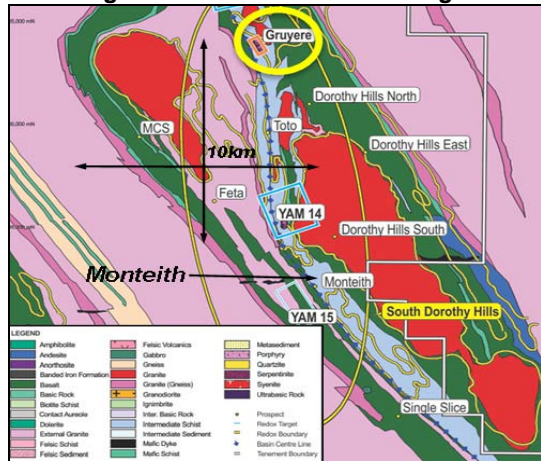 Gruyere
Dorothy Hills North
MCS
Toto
Dorothy Hills East
10km
Feta
YAM 14
Dorothy Hills South
Monteith
Monteith
YAM 15
South Dorothy Hills
Single Slice
LEGEND
Amphibolite
Andesite
Anorthosite
Banded Iron Formation
Basalt
Basic Rock
Biotite Schist
Contact Aureole
Dolerite
External Granite
Felsic Schist
Felsic Sediment
Felsic Volcanics
Gabbro
Gneiss
Granite
Granite (Gneiss)
Granodiorite
Ignimbrite
Inter. Basic Rock
Intermediate Schist
Intermediate Sediment
Mafic Dyke
Mafic Schist
Metasediment
Porphyry
Quartzite
Serpentinite
Syenite
Ultrabasic Rock
Prospect
Redox Target
Redox Boundary
Basin Centre Line
Tenement Boundary